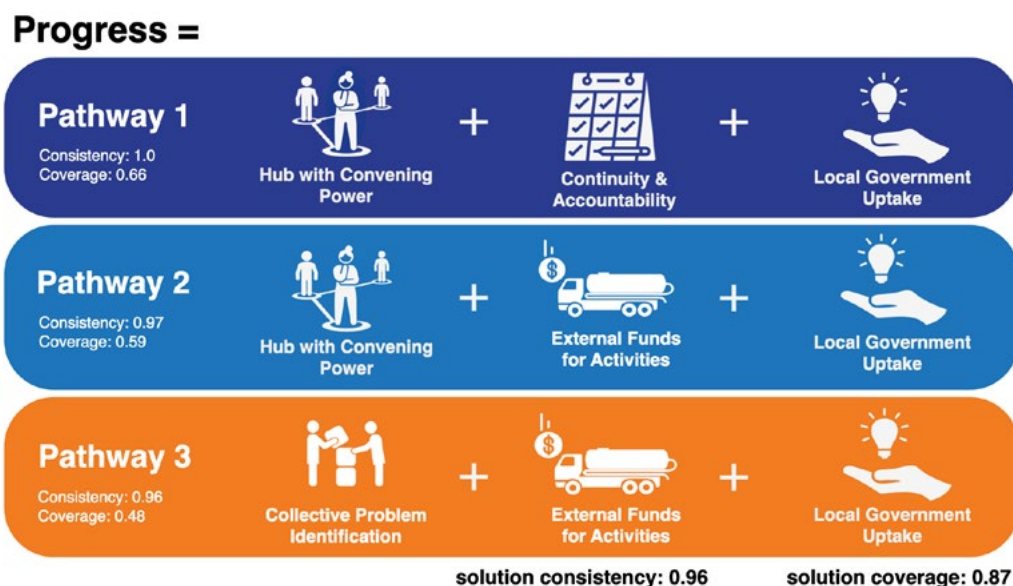 Progress =
Pathway 1
Consistency: 1.0
Coverage: 0.66
Hub with Convening
Power
+
Continuity &
Accountability
+
Local Government
Uptake
Pathway 2
Consistency: 0.97
Coverage: 0.59
Hub with Convening
Power
+
$
External Funds
for Activities
+
Local Government
Uptake
Pathway 3
Consistency: 0.96
Coverage: 0.48
Collective Problem
Identification
+
$
External Funds
for Activities
+
Local Government
Uptake
solution consistency: 0.96
solution coverage: 0.87